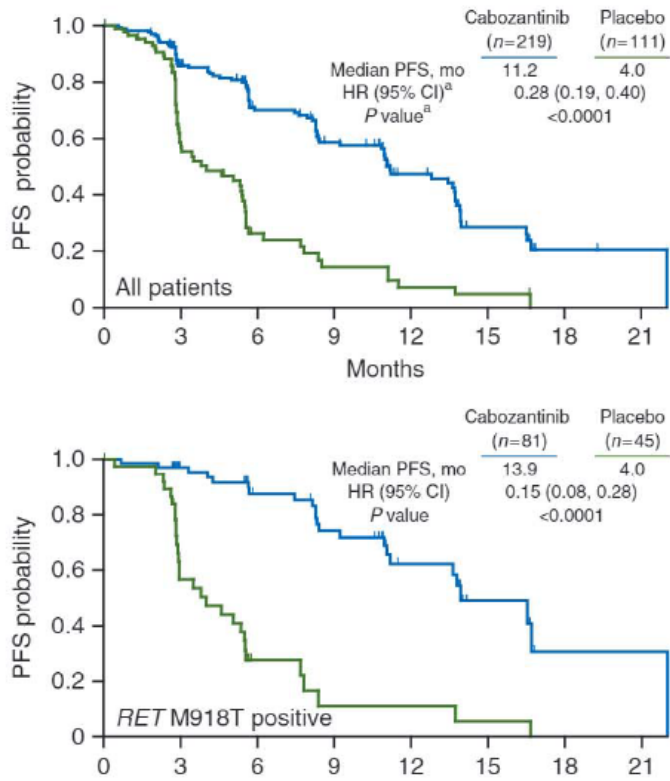 Cabozantinib Placebo
(n=219) (n=111)
Median PFS, mo 11.2 4.0
HR (95% CI)a 0.28 (0.19, 0.40)
P valuea <0.0001
PFS probability
1.0
0.8
0.6
0.4
0.2
0
All patients
0 3 6 9 12 15 18 21
Months
Cabozantinib Placebo
(n=81) (n=45)
Median PFS, mo 13.9 4.0
HR (95% CI) 0.15 (0.08, 0.28)
P value <0.0001
PFS probability
1.0
0.8
0.6
0.4
0.2
0
RET M918T positive
0 3 6 9 12 15 18 21